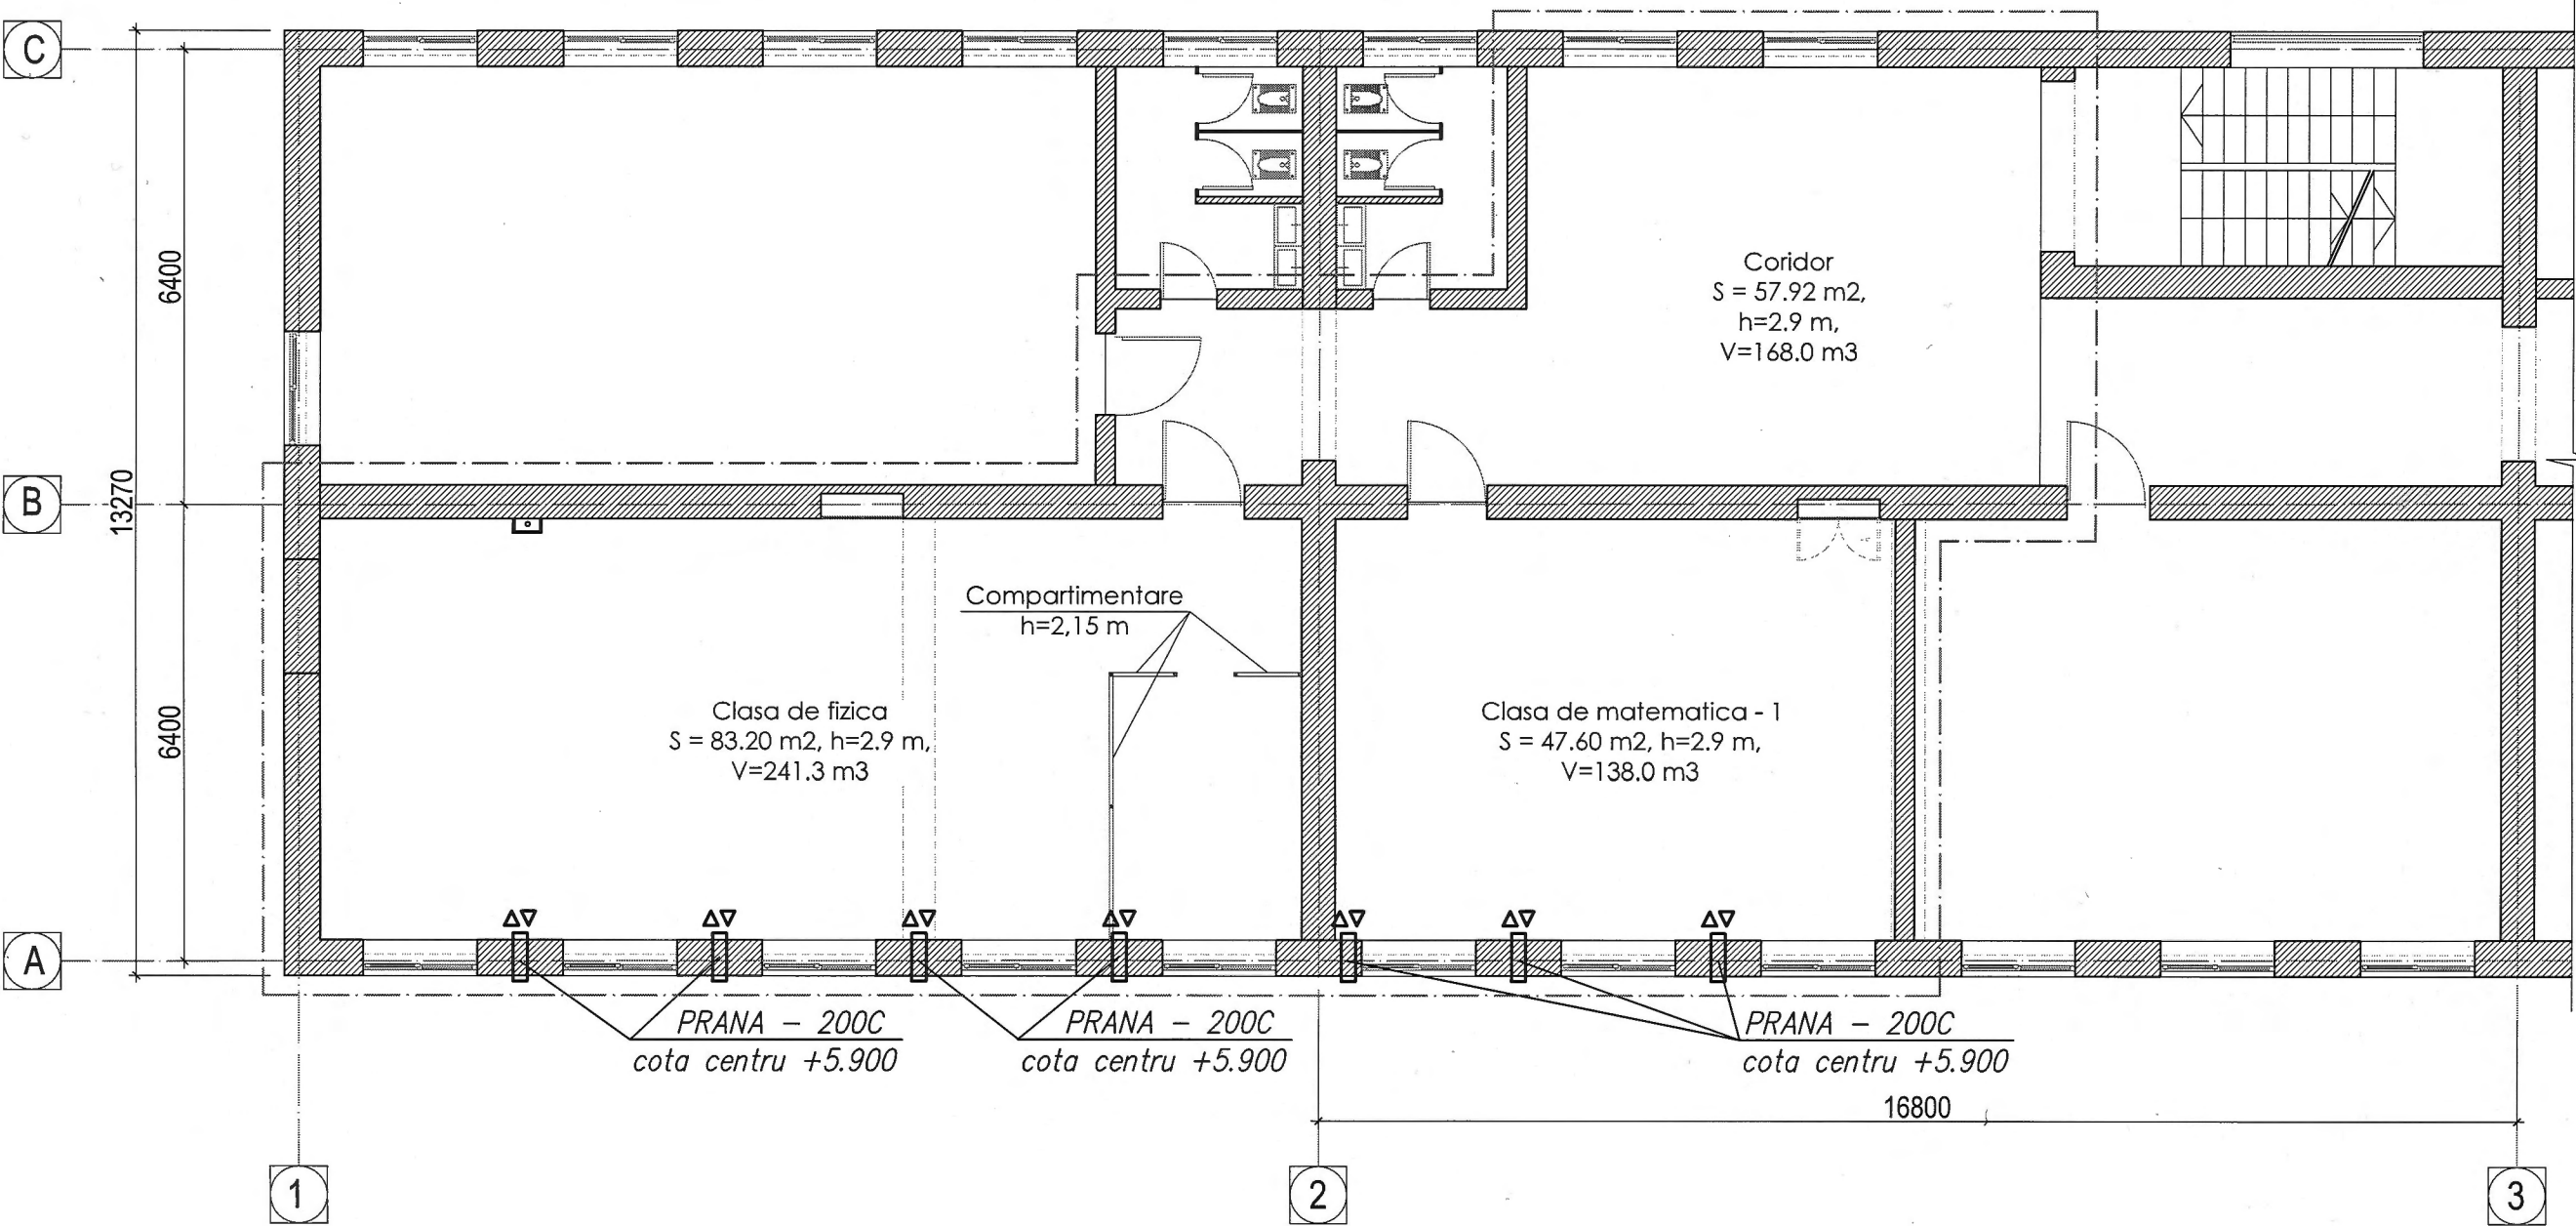 C
6400
13270
B
6400
A
Coridor
S = 57.92 m2,
h=2.9 m,
V=168.0 m3
Compartimentare
h=2,15 m
Clasa de fizica
S = 83.20 m2, h=2.9 m,
V=241.3 m3
Clasa de matematica - 1
S = 47.60 m2, h=2.9 m,
V=138.0 m3
PRANA - 200C
cota centru +5.900
PRANA - 200C
cota centru +5.900
PRANA - 200C
cota centru +5.900
16800
1
2
3